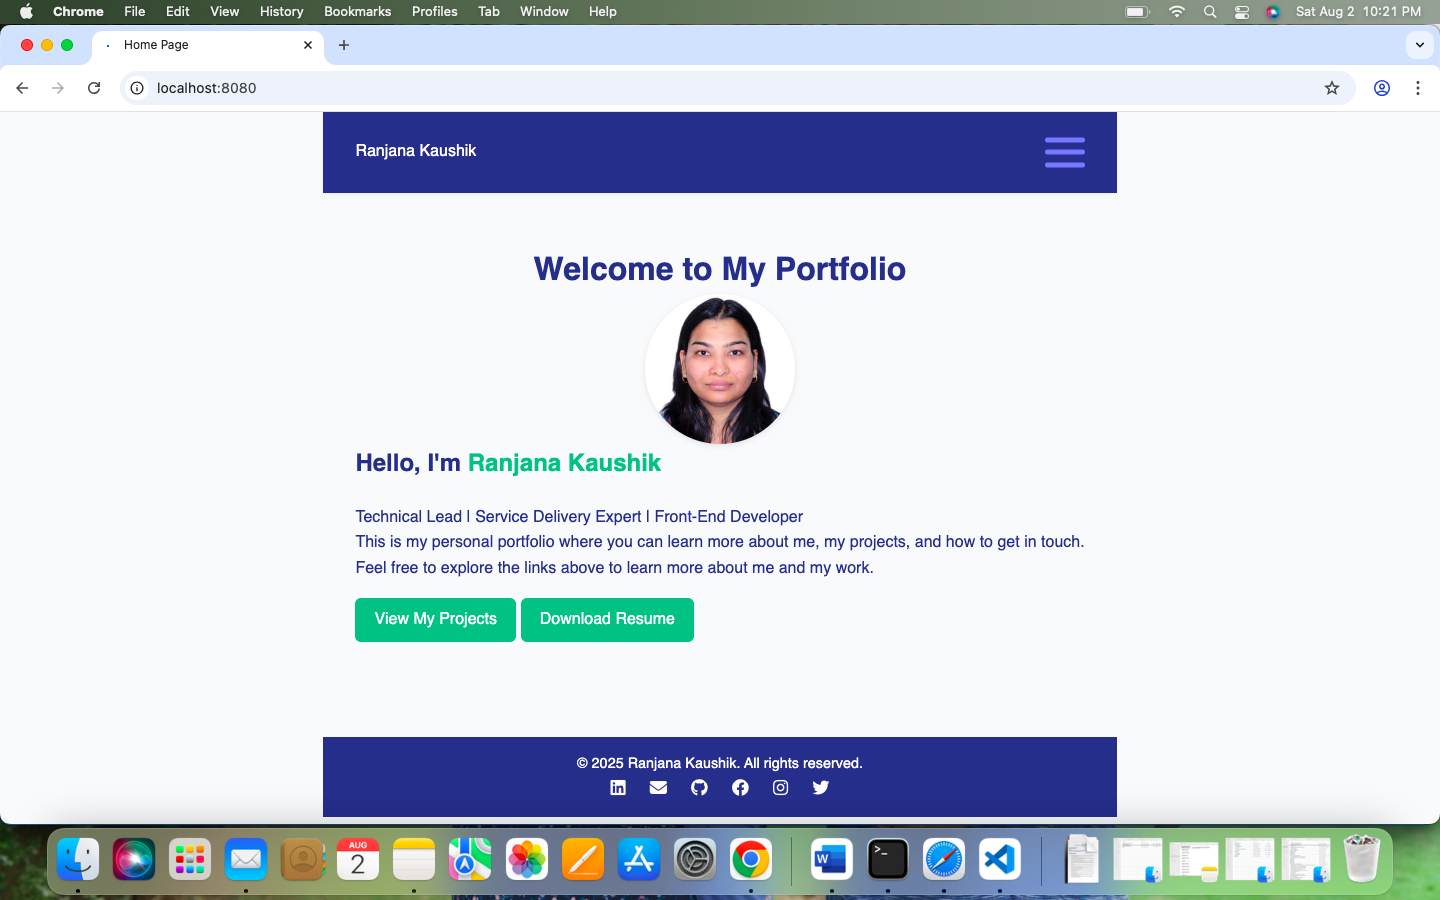 Chrome File Edit View History Bookmarks Profiles Tab Window Help Sat Aug 2 10:21 PM
Home Page
localhost:8080
Ranjana Kaushik
Welcome to My Portfolio
Hello, I'm Ranjana Kaushik
Technical Lead | Service Delivery Expert | Front-End Developer
This is my personal portfolio where you can learn more about me, my projects, and how to get in touch.
Feel free to explore the links above to learn more about me and my work.
View My Projects Download Resume
© 2025 Ranjana Kaushik. All rights reserved.
AUG
2
W
>_